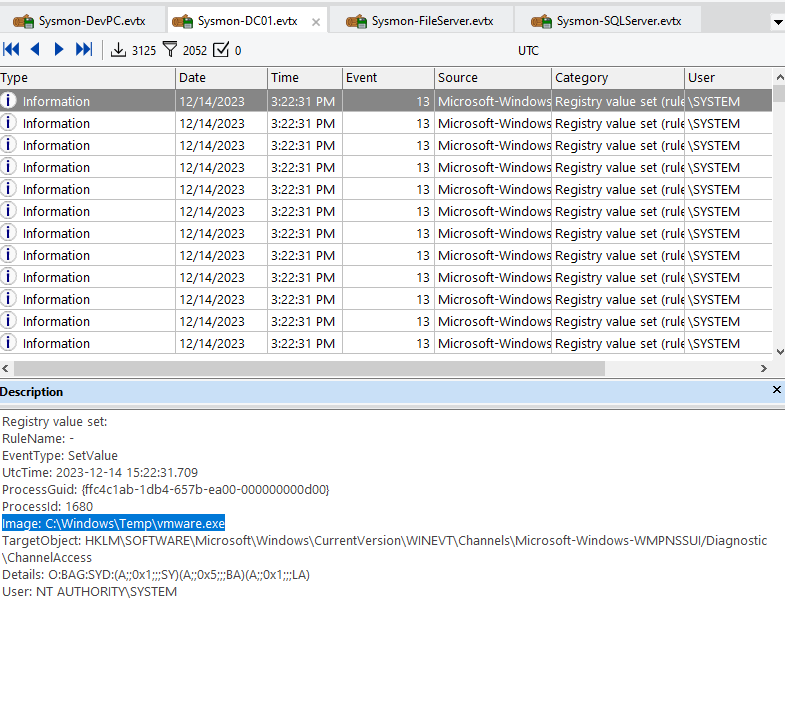 Sysmon-DevPC.evtx Sysmon-DC01.evtx Sysmon-FileServer.evtx Sysmon-SQLServer.evtx
3125 2052 0 UTC
Type Date Time Event Source Category User
Information 12/14/2023 3:22:31 PM 13 Microsoft-Windows Registry value set (rule \SYSTEM
Information 12/14/2023 3:22:31 PM 13 Microsoft-Windows Registry value set (rule \SYSTEM
Information 12/14/2023 3:22:31 PM 13 Microsoft-Windows Registry value set (rule \SYSTEM
Information 12/14/2023 3:22:31 PM 13 Microsoft-Windows Registry value set (rule \SYSTEM
Information 12/14/2023 3:22:31 PM 13 Microsoft-Windows Registry value set (rule \SYSTEM
Information 12/14/2023 3:22:31 PM 13 Microsoft-Windows Registry value set (rule \SYSTEM
Information 12/14/2023 3:22:31 PM 13 Microsoft-Windows Registry value set (rule \SYSTEM
Information 12/14/2023 3:22:31 PM 13 Microsoft-Windows Registry value set (rule \SYSTEM
Information 12/14/2023 3:22:31 PM 13 Microsoft-Windows Registry value set (rule \SYSTEM
Information 12/14/2023 3:22:31 PM 13 Microsoft-Windows Registry value set (rule \SYSTEM
Information 12/14/2023 3:22:31 PM 13 Microsoft-Windows Registry value set (rule \SYSTEM
Information 12/14/2023 3:22:31 PM 13 Microsoft-Windows Registry value set (rule \SYSTEM
Description
Registry value set:
RuleName: -
EventType: SetValue
UtcTime: 2023-12-14 15:22:31.709
ProcessGuid: {ffc4c1ab-1db4-657b-ea00-000000000d00}
ProcessId: 1680
Image: C:\Windows\Temp\vmware.exe
TargetObject: HKLM\SOFTWARE\Microsoft\Windows\CurrentVersion\WINEVT\Channels\Microsoft-Windows-WMPNSSUI/Diagnostic
\ChannelAccess
Details: O:BAG:SYD:(A;;0x1;;;SY)(A;;0x5;;;BA)(A;;0x1;;;LA)
User: NT AUTHORITY\SYSTEM